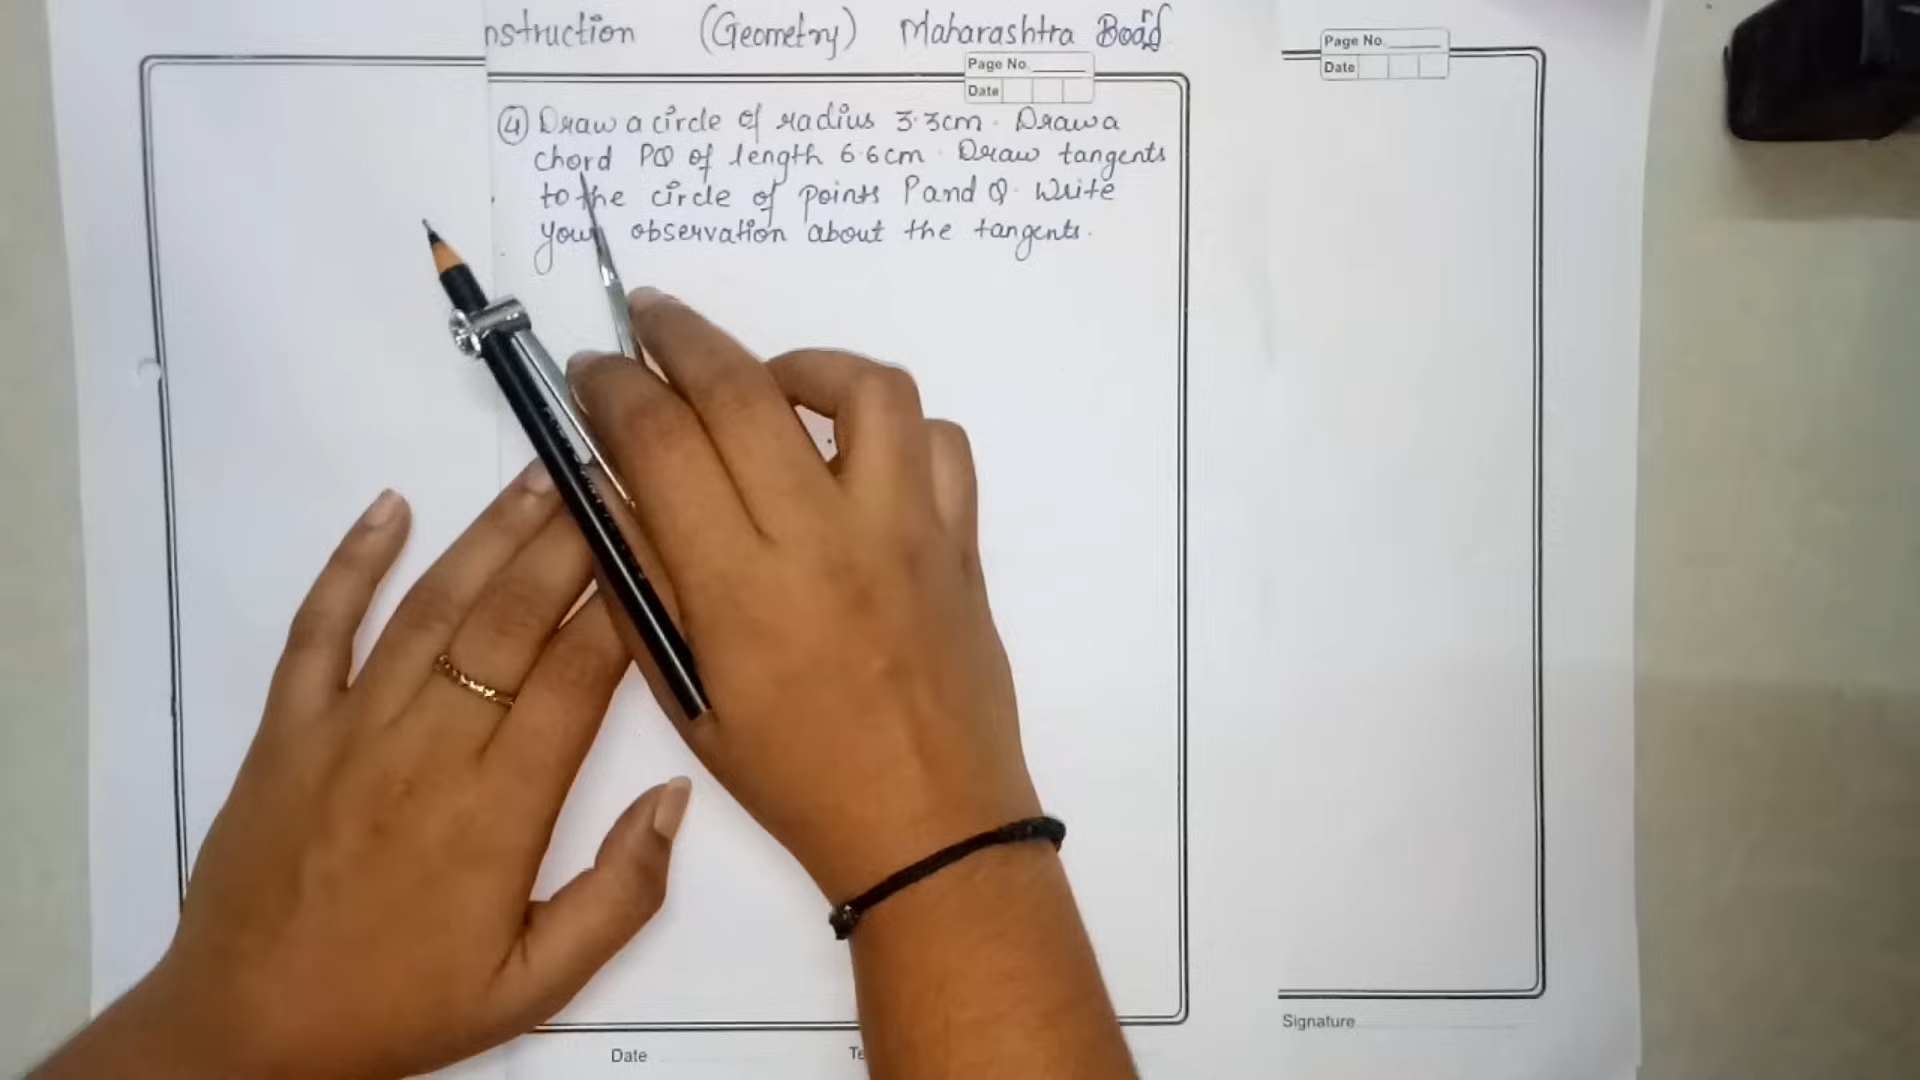 nstruction (Geometry) Maharashtra Board
Page No.
Date
Page No.
Date
④ Draw a circle of radius 3.3cm. Draw a
chord PQ of length 6.6cm. Draw tangents
to the circle of points P and Q. Write
your observation about the tangents.
Signature
Date
Te